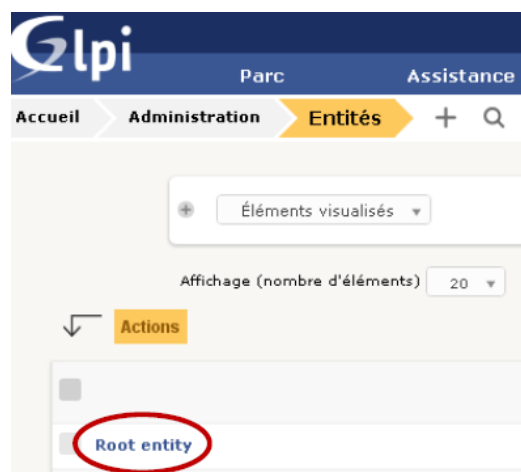 Glpi
Parc Assistance
Accueil Administration Entités
Éléments visualisés
Affichage (nombre d'éléments) 20
Actions
Root entity